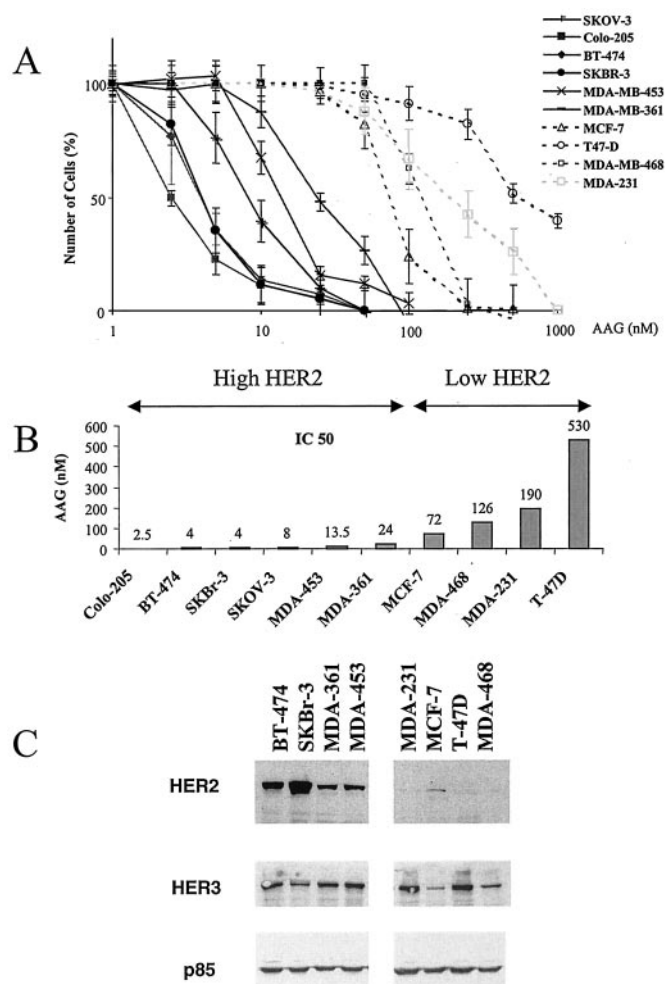 A
SKOV-3
Colo-205
BT-474
SKBR-3
MDA-MB-453
MDA-MB-361
MCF-7
T47-D
MDA-MB-468
MDA-231
Number of Cells (%)
100
50
0
1
10
100
1000
AAG (nM)
High HER2
Low HER2
B
IC 50
AAG (nM)
600
500
400
300
200
100
0
2.5
4
4
8
13.5
24
72
126
190
530
Colo-205
BT-474
SKBr-3
SKOV-3
MDA-453
MDA-361
MCF-7
MDA-468
MDA-231
T-47D
C
BT-474
SKBr-3
MDA-361
MDA-453
MDA-231
MCF-7
T-47D
MDA-468
HER2
HER3
p85